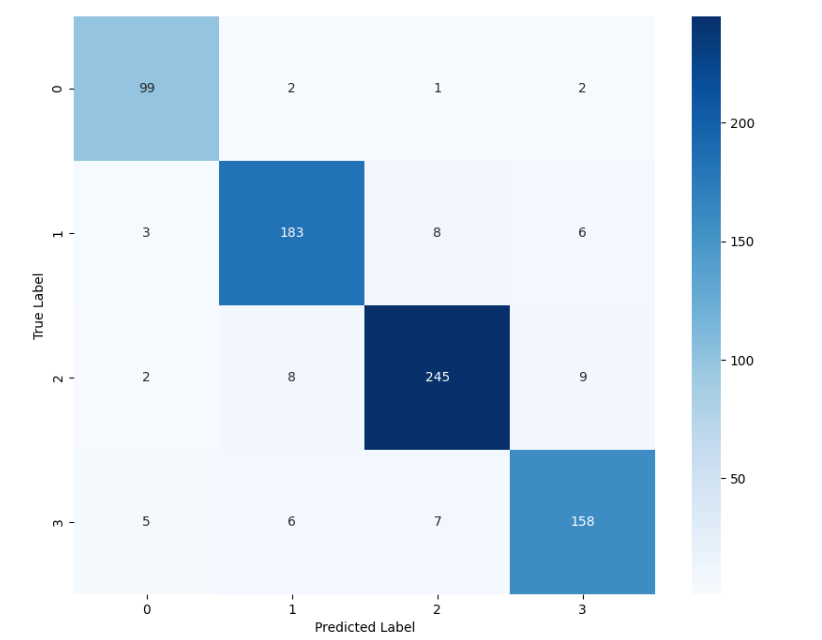 0 99 2 1 2
1 3 183 8 6
2 2 8 245 9
3 5 6 7 158
0 1 2 3
Predicted Label
True Label
200
150
100
50